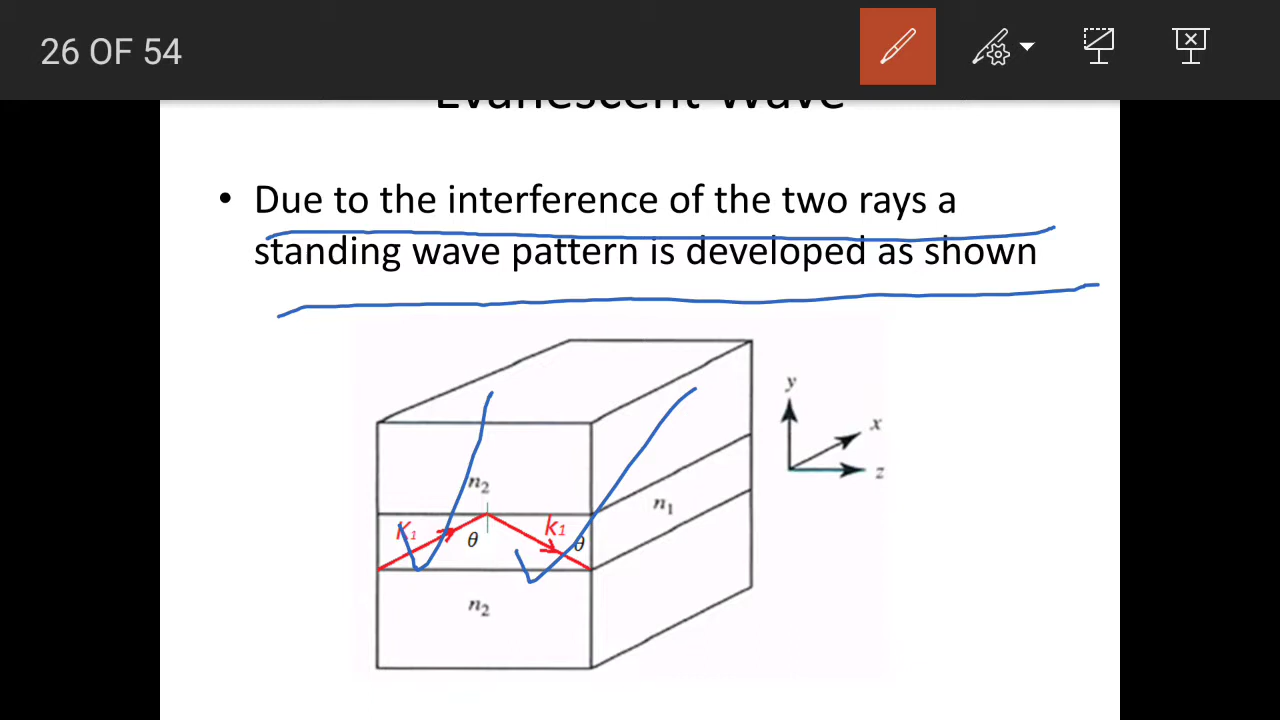 26 OF 54
Evanescent Wave
• Due to the interference of the two rays a
standing wave pattern is developed as shown
y
x
z
n2
n1
K1
θ
k1
θ
n2